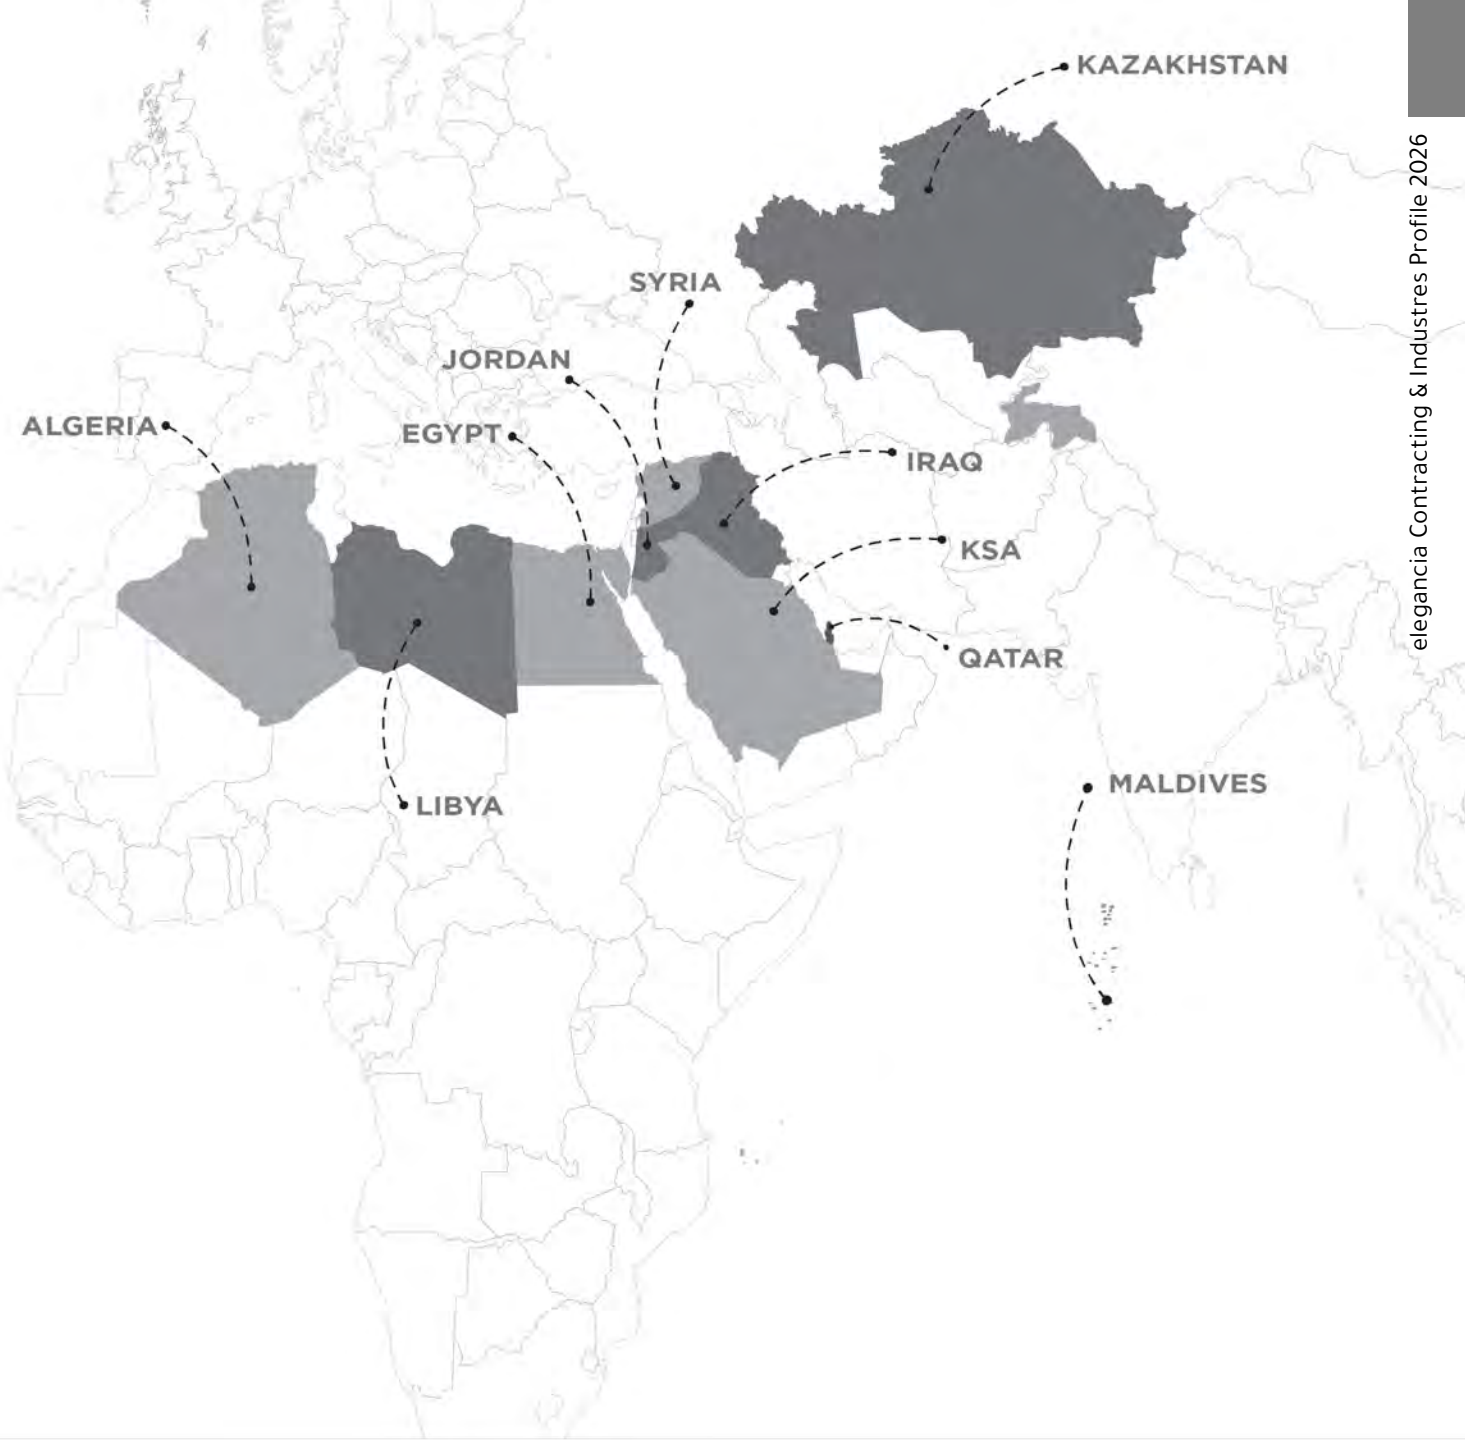 KAZAKHSTAN
SYRIA
JORDAN
ALGERIA
EGYPT
IRAQ
KSA
QATAR
MALDIVES
LIBYA
elegancia Contracting & Industres Profile 2026